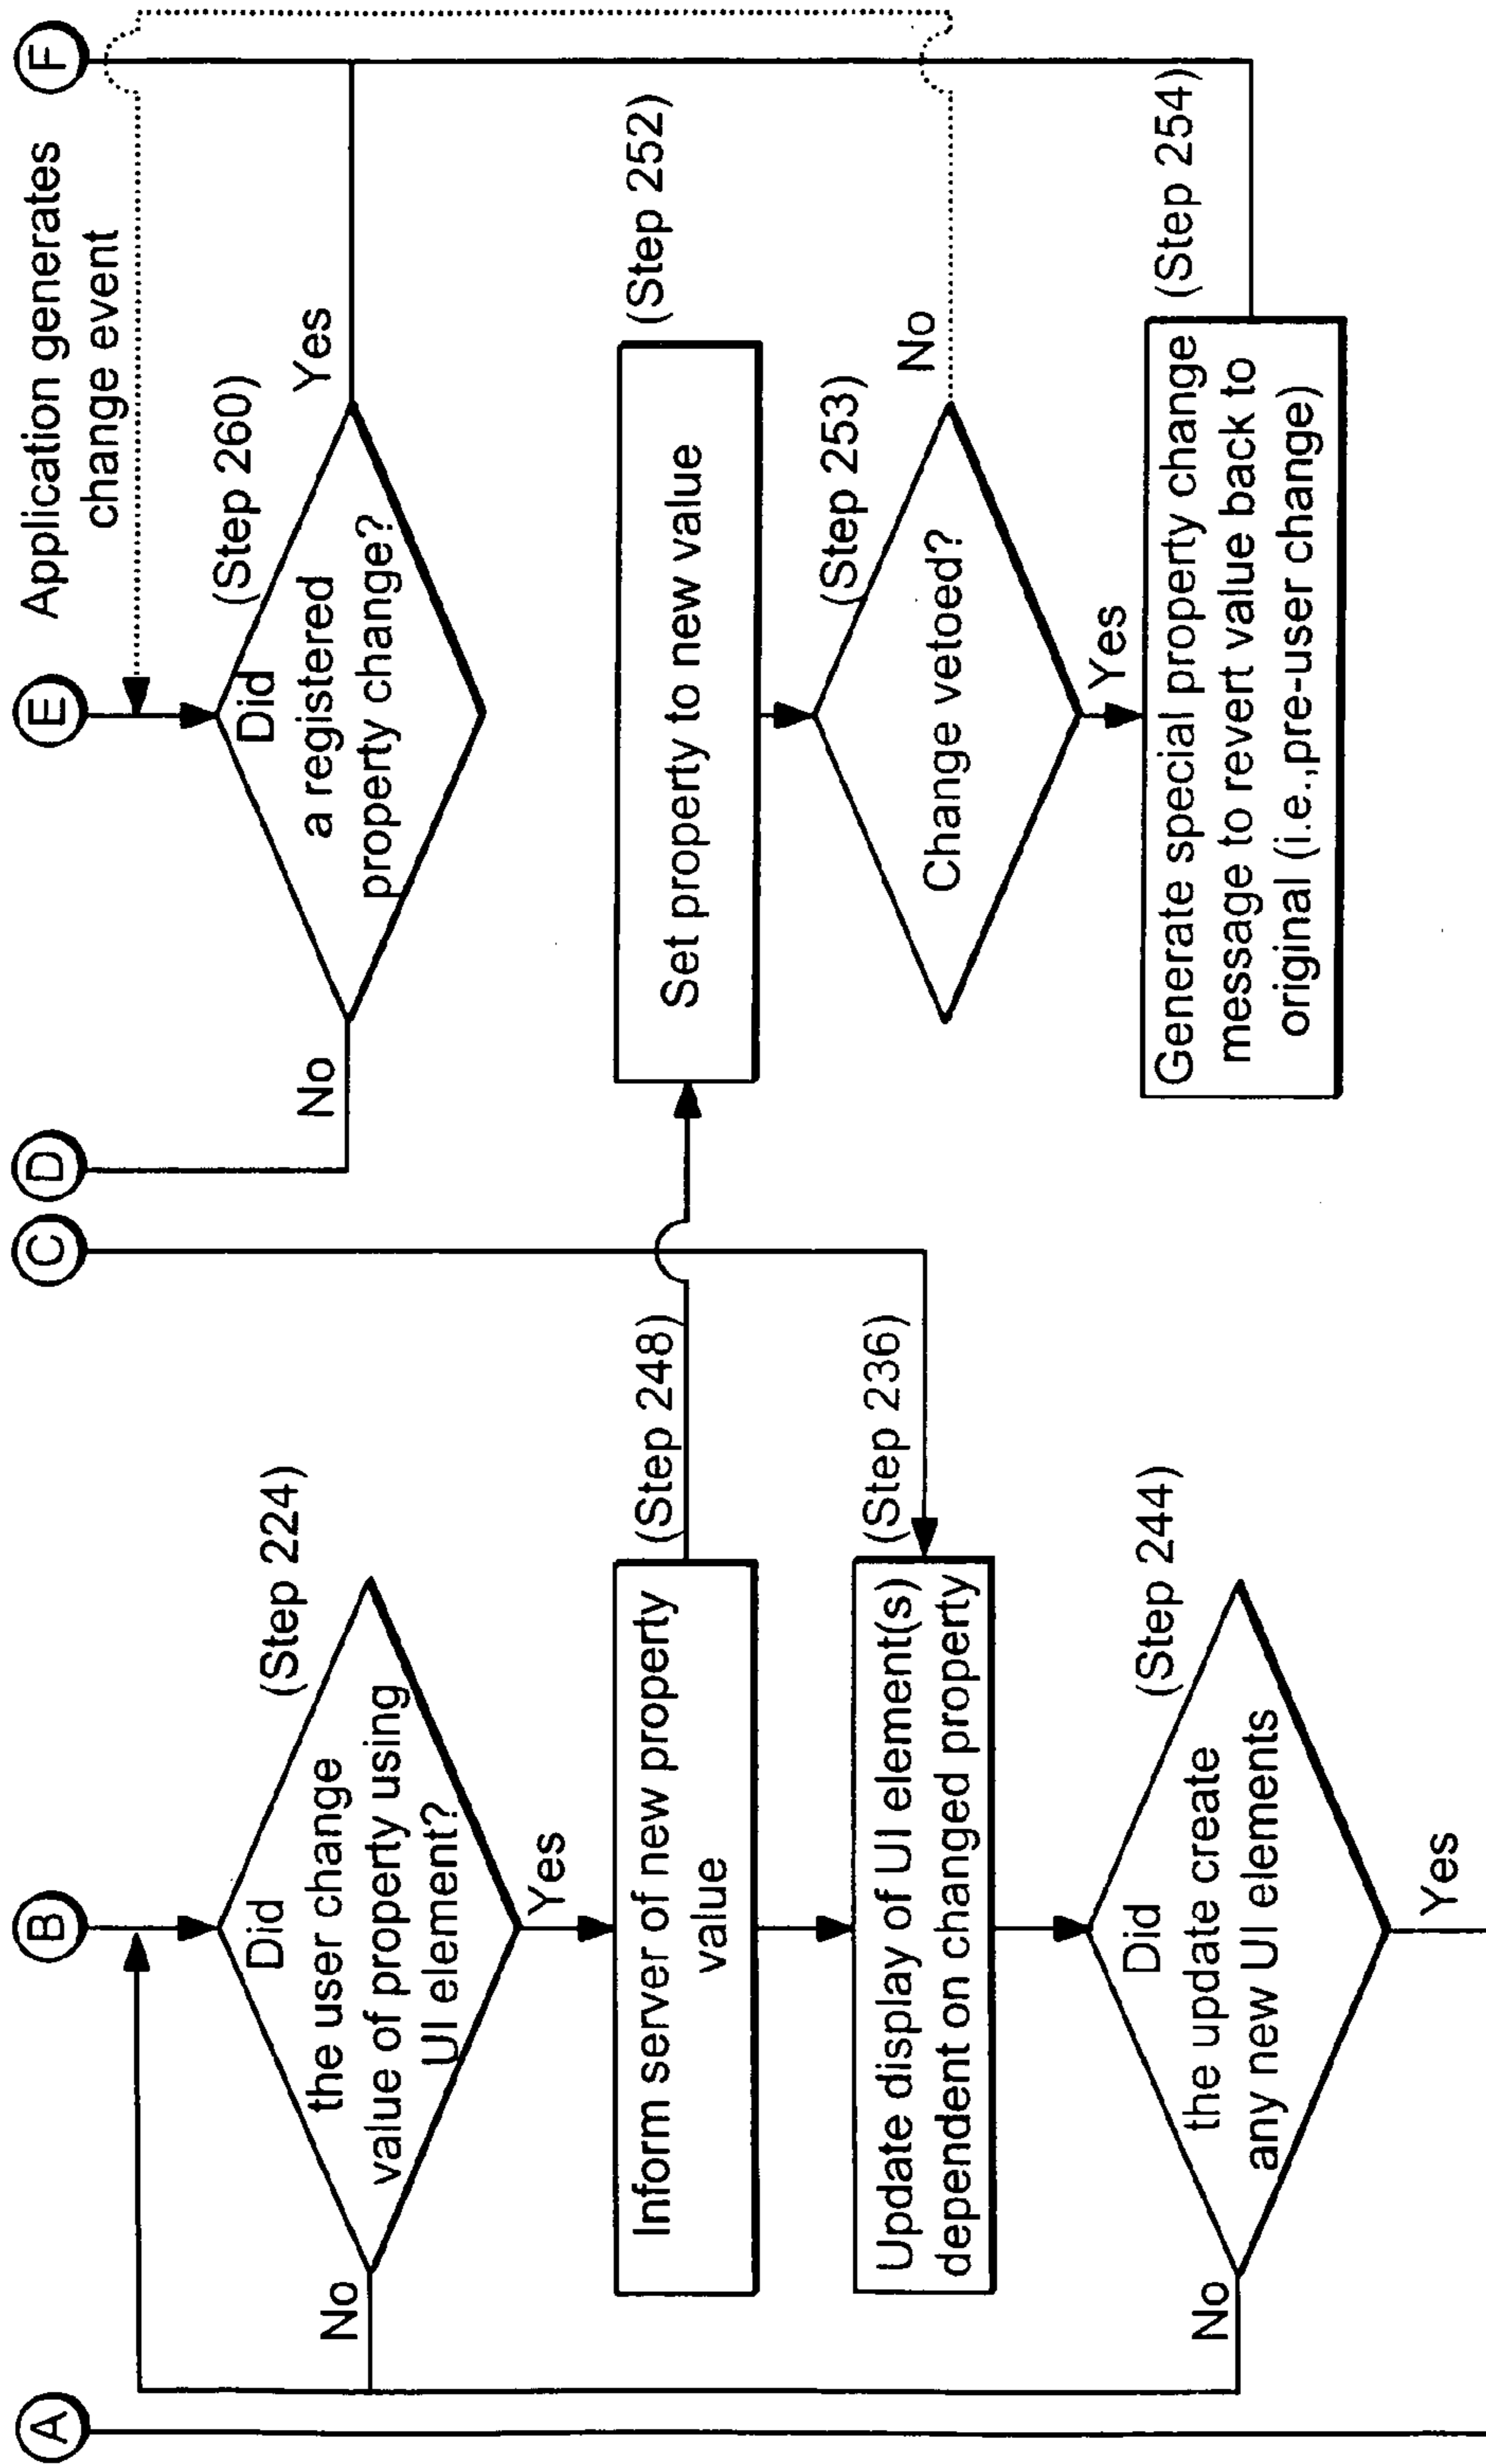 A
B
C
D
E
F
Application generates
change event
Did
the user change
value of property using
UI element?
(Step 224)
No
Yes
Inform server of new property
value
(Step 248)
Update display of UI element(s)
dependent on changed property
(Step 236)
Did
the update create
any new UI elements
(Step 244)
No
Yes
Did
a registered
property change?
(Step 260)
No
Yes
Set property to new value
(Step 252)
Change vetoed?
(Step 253)
No
Yes
Generate special property change
message to revert value back to
original (i.e.,pre-user change)
(Step 254)